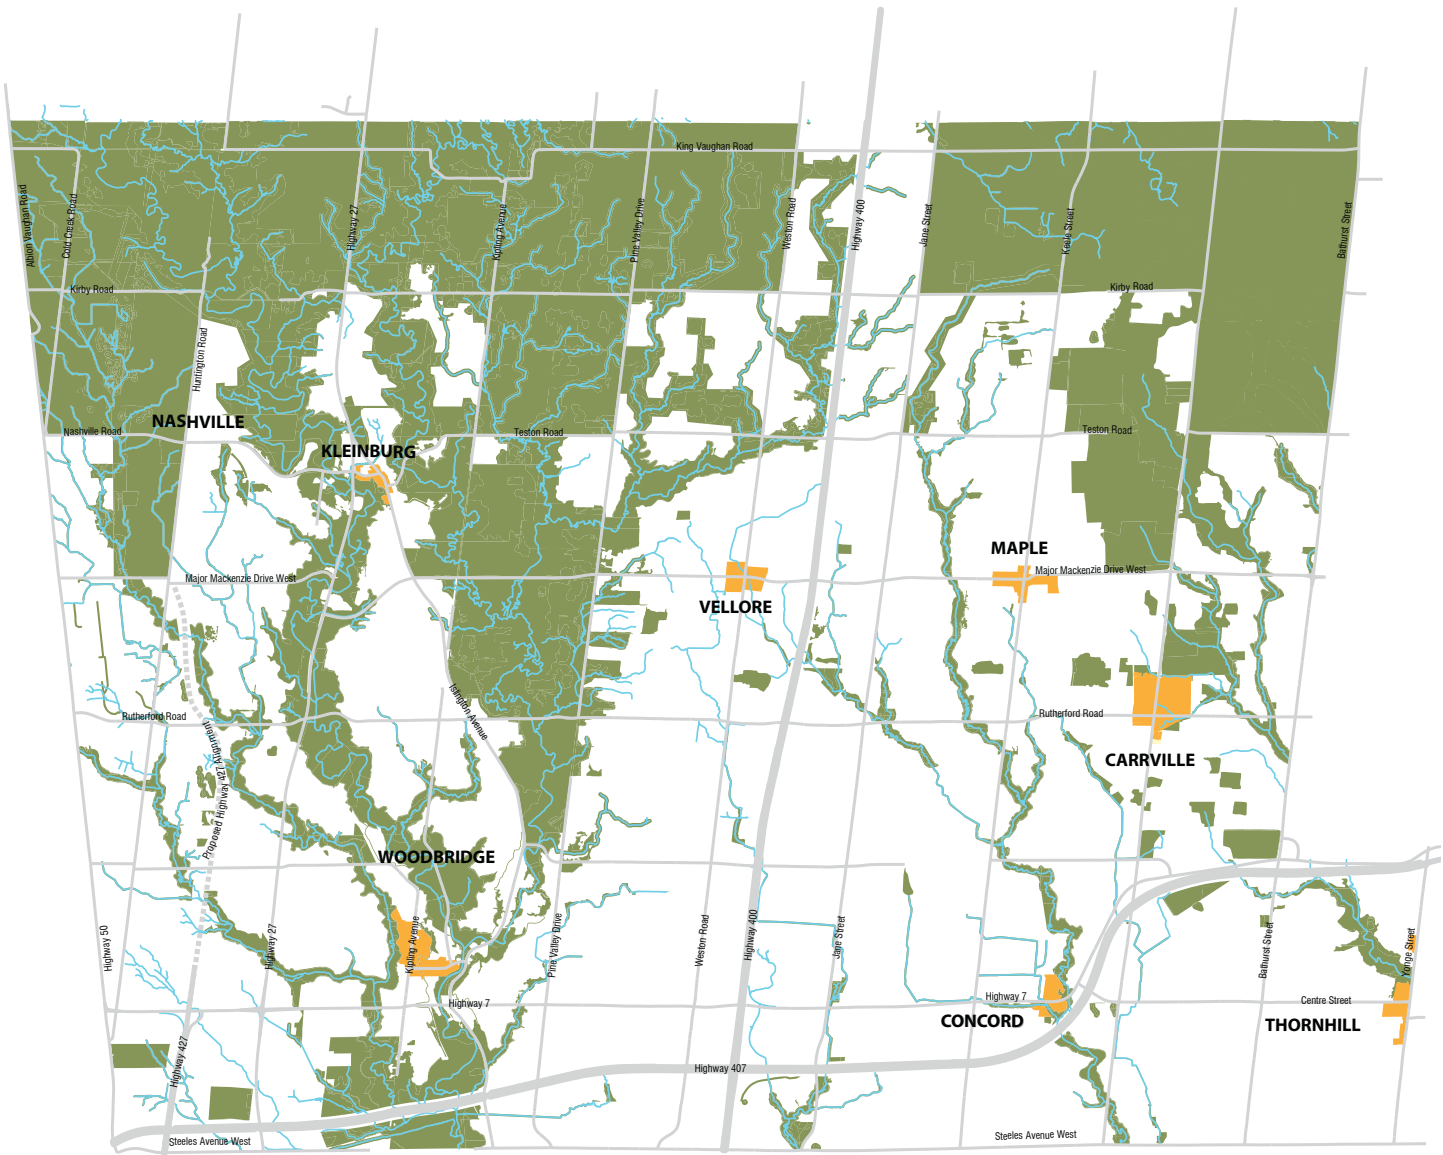 King Vaughan Road
Albion Vaughan Road
Cold Creek Road
Highway 27
Kipling Avenue
Pine Valley Drive
Weston Road
Highway 400
Jane Street
Keele Street
Bathurst Street
Kirby Road
Kirby Road
Huntington Road
NASHVILLE
Nashville Road
KLEINBURG
Teston Road
Teston Road
MAPLE
Major Mackenzie Drive West
Major Mackenzie Drive West
VELLORE
Islington Avenue
Rutherford Road
Rutherford Road
CARRVILLE
Proposed Highway 427 Alignment
WOODBRIDGE
Highway 50
Highway 27
Kipling Avenue
Pine Valley Drive
Weston Road
Highway 400
Jane Street
Bathurst Street
Yonge Street
Highway 7
Highway 7
Centre Street
CONCORD
THORNHILL
Highway 427
Highway 407
Steeles Avenue West
Steeles Avenue West